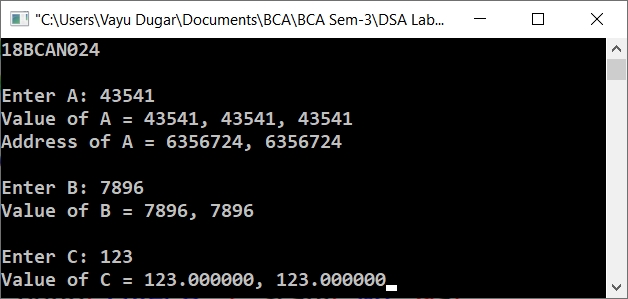 "C:\Users\Vayu Dugar\Documents\BCA\BCA Sem-3\DSA Lab...
18BCAN024
Enter A: 43541
Value of A = 43541, 43541, 43541
Address of A = 6356724, 6356724
Enter B: 7896
Value of B = 7896, 7896
Enter C: 123
Value of C = 123.000000, 123.000000